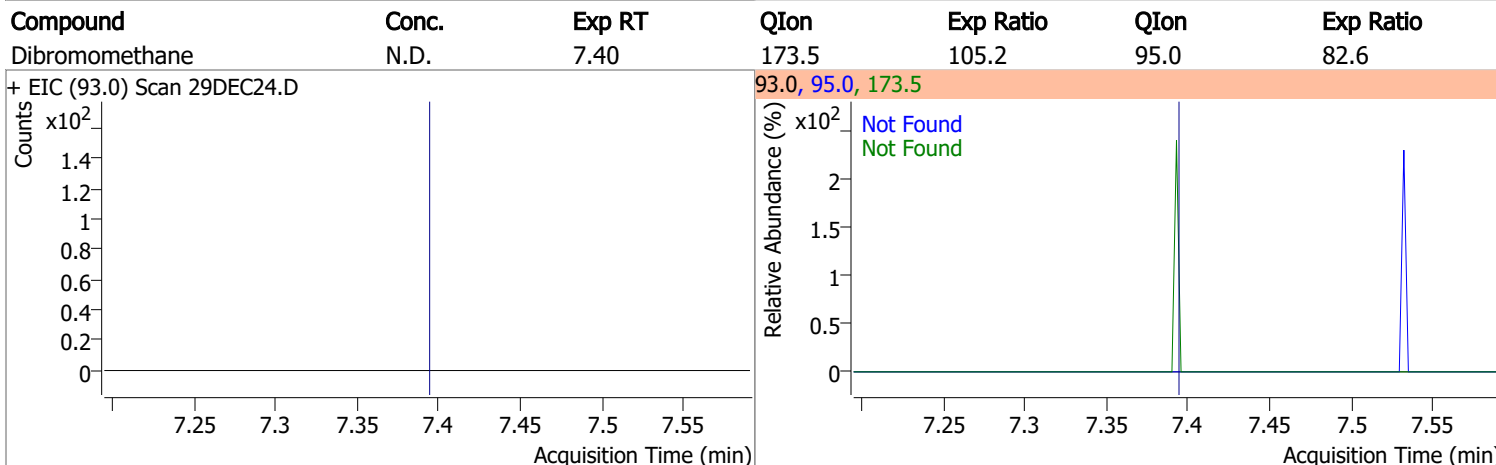 Compound Conc. Exp RT QIon Exp Ratio QIon Exp Ratio
Dibromomethane N.D. 7.40 173.5 105.2 95.0 82.6
+ EIC (93.0) Scan 29DEC24.D
Counts
x10²
1.4
1.2
1
0.8
0.6
0.4
0.2
0
7.25 7.3 7.35 7.4 7.45 7.5 7.55
Acquisition Time (min)
93.0, 95.0, 173.5
Relative Abundance (%)
x10²
Not Found
Not Found
2
1.5
1
0.5
0
7.25 7.3 7.35 7.4 7.45 7.5 7.55
Acquisition Time (min)